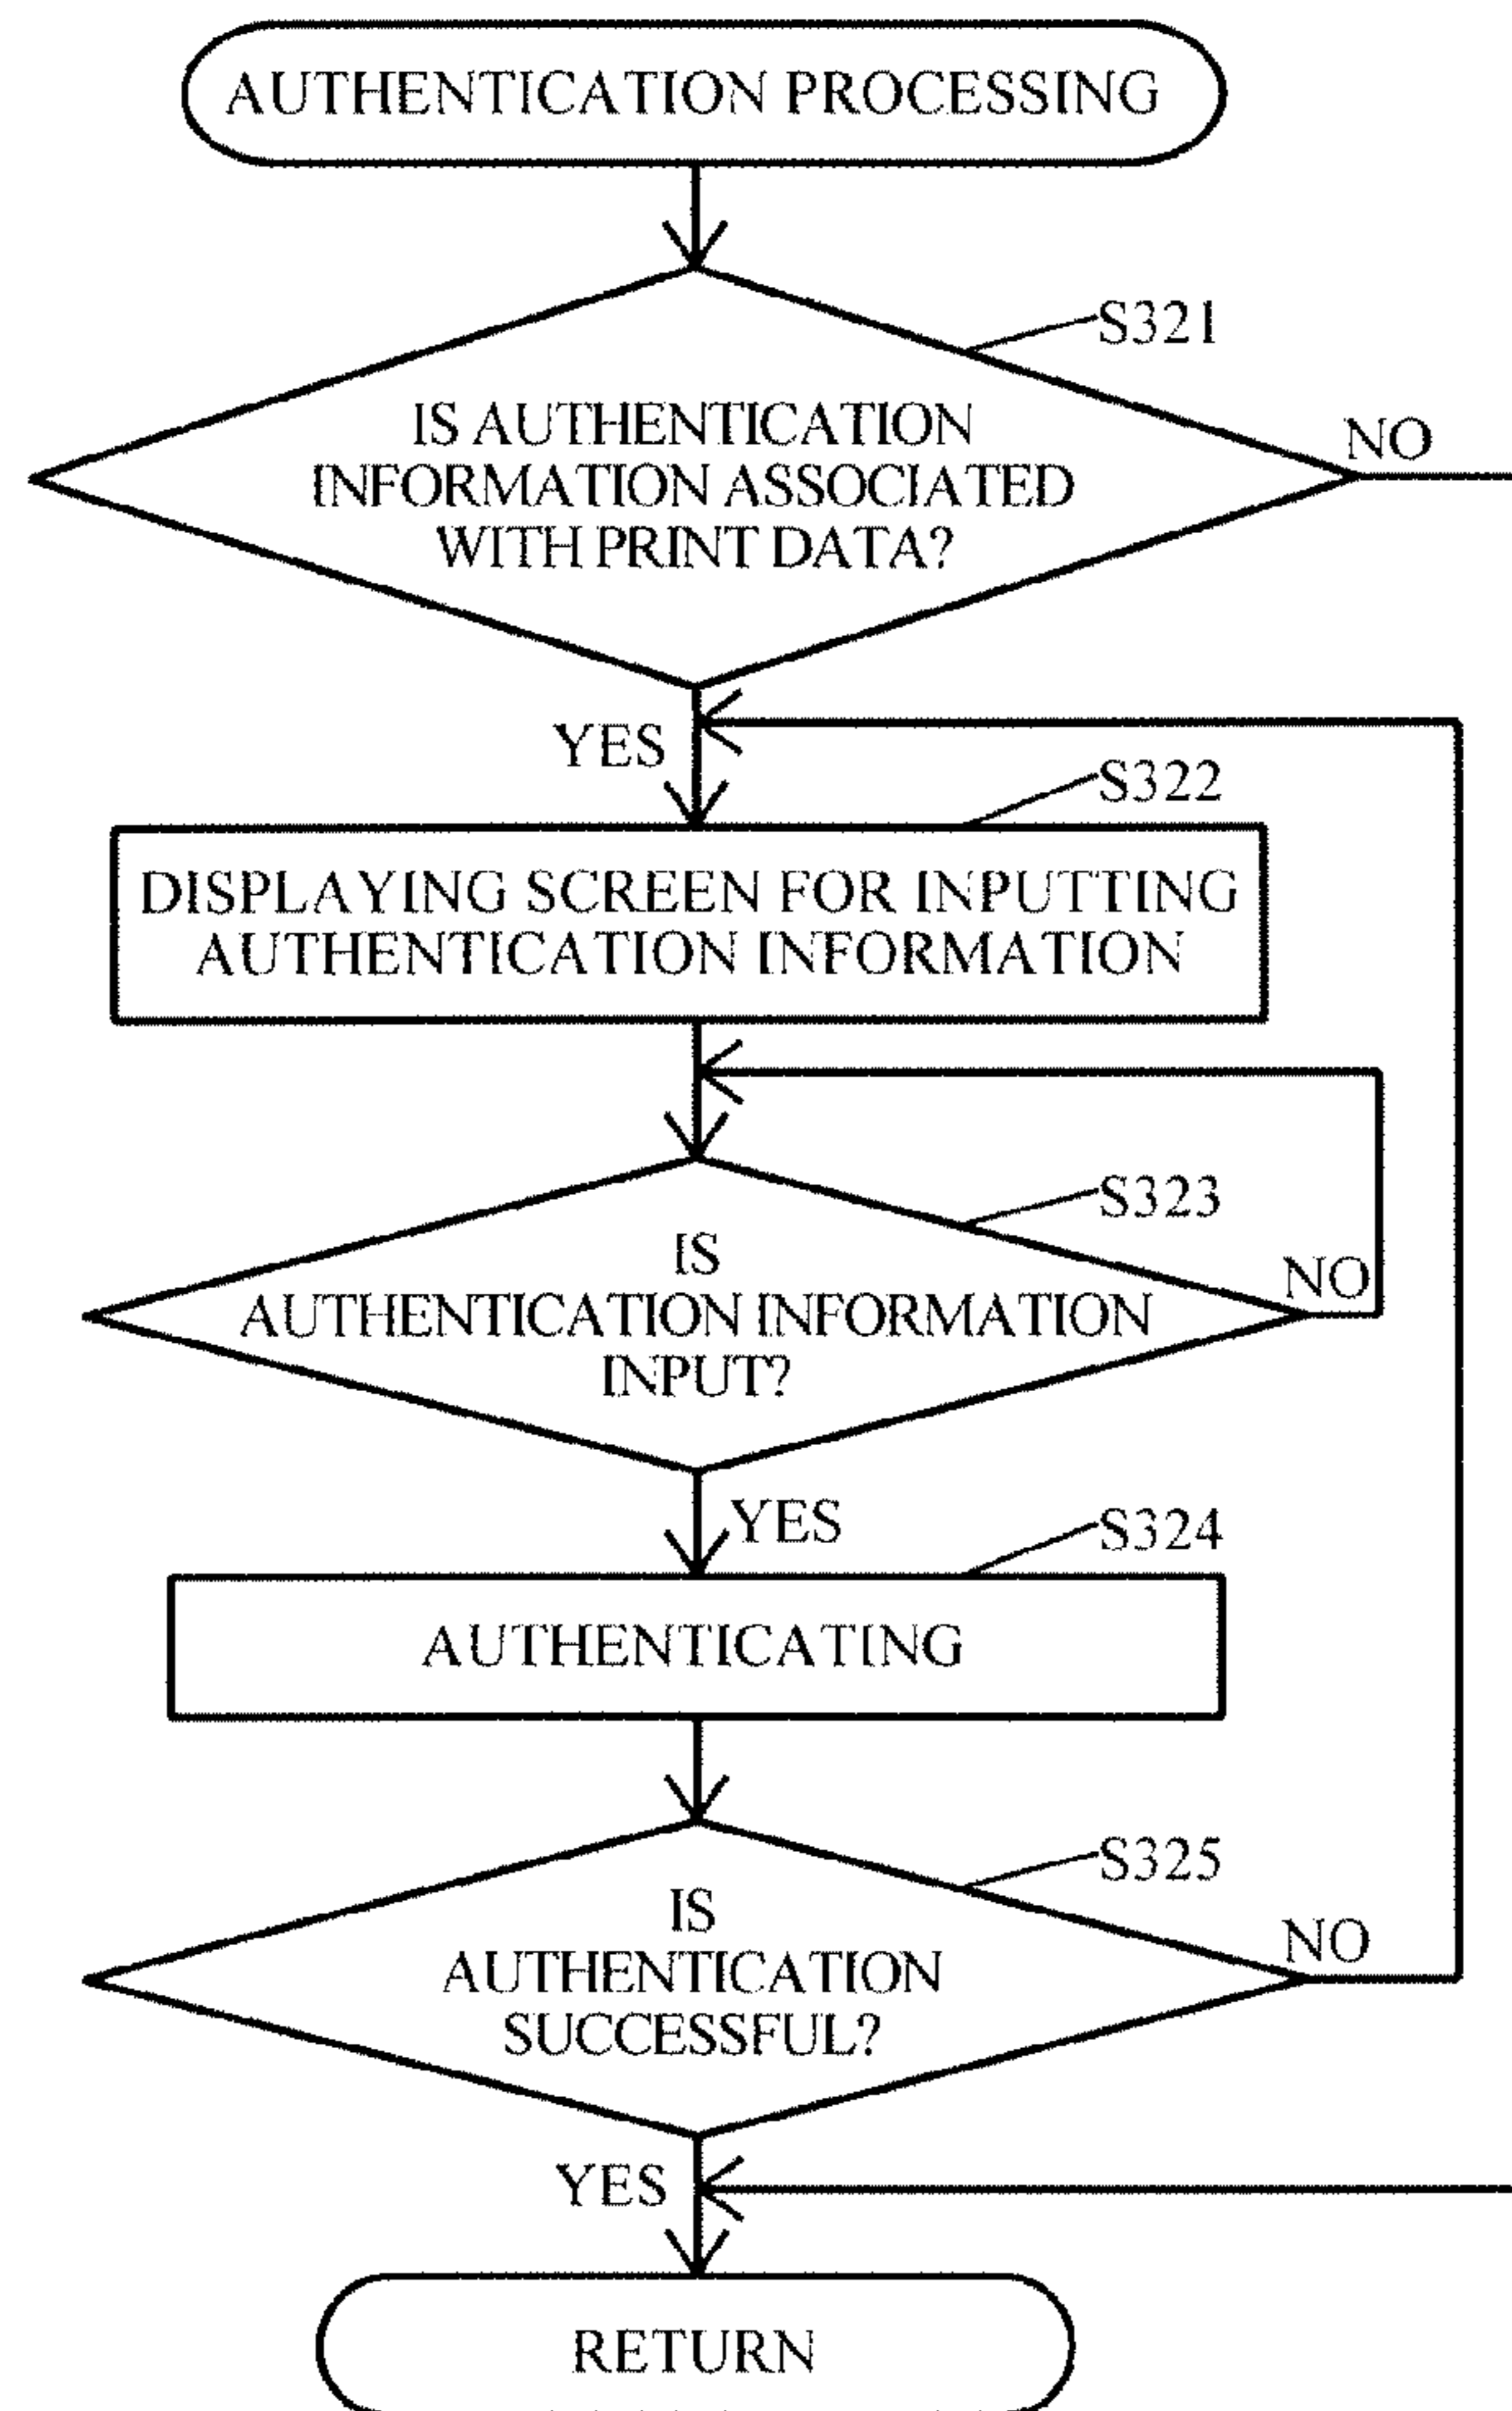 AUTHENTICATION PROCESSING
S321
IS AUTHENTICATION
INFORMATION ASSOCIATED
WITH PRINT DATA?
NO
YES
S322
DISPLAYING SCREEN FOR INPUTTING
AUTHENTICATION INFORMATION
S323
IS
AUTHENTICATION INFORMATION
INPUT?
NO
YES
S324
AUTHENTICATING
S325
IS
AUTHENTICATION
SUCCESSFUL?
NO
YES
RETURN